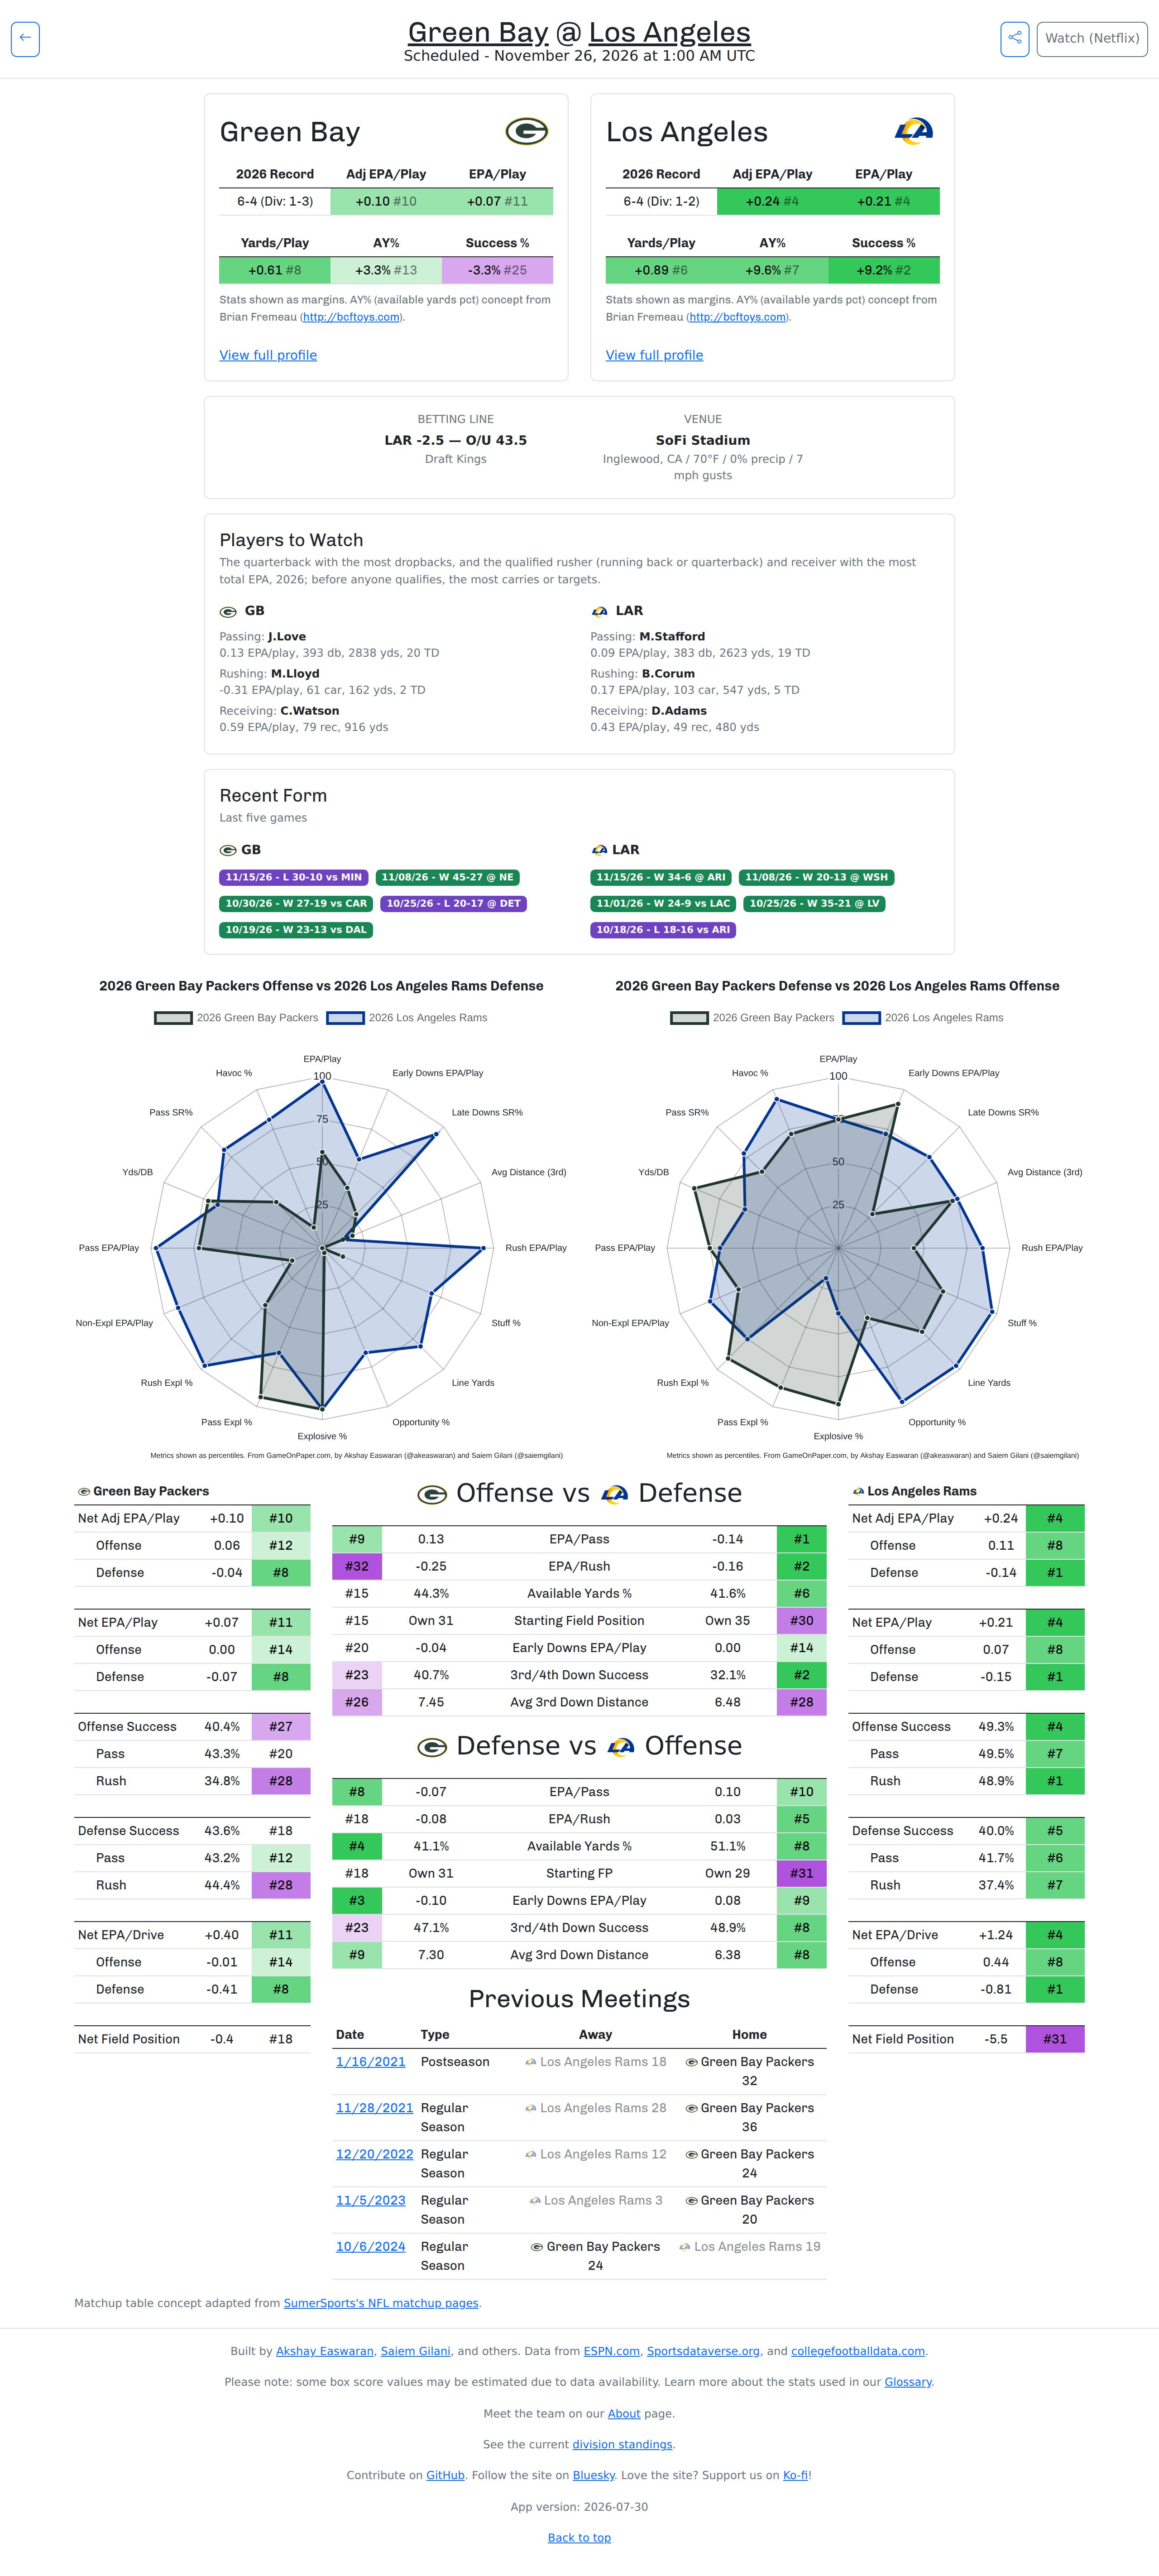 ←
Green Bay @ Los Angeles
Scheduled - November 26, 2026 at 1:00 AM UTC
Watch (Netflix)
Green Bay
2026 Record Adj EPA/Play EPA/Play
6-4 (Div: 1-3) +0.10 #10 +0.07 #11
Yards/Play AY% Success %
+0.61 #8 +3.3% #13 -3.3% #25
Stats shown as margins. AY% (available yards pct) concept from
Brian Fremeau (http://bcftoys.com).
View full profile
Los Angeles
2026 Record Adj EPA/Play EPA/Play
6-4 (Div: 1-2) +0.24 #4 +0.21 #4
Yards/Play AY% Success %
+0.89 #6 +9.6% #7 +9.2% #2
Stats shown as margins. AY% (available yards pct) concept from
Brian Fremeau (http://bcftoys.com).
View full profile
BETTING LINE
LAR -2.5 — O/U 43.5
Draft Kings
VENUE
SoFi Stadium
Inglewood, CA / 70°F / 0% precip / 7
mph gusts
Players to Watch
The quarterback with the most dropbacks, and the qualified rusher (running back or quarterback) and receiver with the most
total EPA, 2026; before anyone qualifies, the most carries or targets.
GB
Passing: J.Love
0.13 EPA/play, 393 db, 2838 yds, 20 TD
Rushing: M.Lloyd
-0.31 EPA/play, 61 car, 162 yds, 2 TD
Receiving: C.Watson
0.59 EPA/play, 79 rec, 916 yds
LAR
Passing: M.Stafford
0.09 EPA/play, 383 db, 2623 yds, 19 TD
Rushing: B.Corum
0.17 EPA/play, 103 car, 547 yds, 5 TD
Receiving: D.Adams
0.43 EPA/play, 49 rec, 480 yds
Recent Form
Last five games
GB
11/15/26 - L 30-10 vs MIN 11/08/26 - W 45-27 @ NE
10/30/26 - W 27-19 vs CAR 10/25/26 - L 20-17 @ DET
10/19/26 - W 23-13 vs DAL
LAR
11/15/26 - W 34-6 @ ARI 11/08/26 - W 20-13 @ WSH
11/01/26 - W 24-9 vs LAC 10/25/26 - W 35-21 @ LV
10/18/26 - L 18-16 vs ARI
2026 Green Bay Packers Offense vs 2026 Los Angeles Rams Defense
2026 Green Bay Packers 2026 Los Angeles Rams
EPA/Play
Havoc % 100 Early Downs EPA/Play
Pass SR% 75 Late Downs SR%
50
Yds/DB Avg Distance (3rd)
25
Pass EPA/Play Rush EPA/Play
Non-Expl EPA/Play Stuff %
Rush Expl % Line Yards
Pass Expl % Opportunity %
Explosive %
Metrics shown as percentiles. From GameOnPaper.com, by Akshay Easwaran (@akeaswaran) and Saiem Gilani (@saiemgilani)
2026 Green Bay Packers Defense vs 2026 Los Angeles Rams Offense
2026 Green Bay Packers 2026 Los Angeles Rams
EPA/Play
Havoc % 100 Early Downs EPA/Play
Pass SR% 75 Late Downs SR%
50
Yds/DB Avg Distance (3rd)
25
Pass EPA/Play Rush EPA/Play
Non-Expl EPA/Play Stuff %
Rush Expl % Line Yards
Pass Expl % Opportunity %
Explosive %
Metrics shown as percentiles. From GameOnPaper.com, by Akshay Easwaran (@akeaswaran) and Saiem Gilani (@saiemgilani)
Green Bay Packers
Net Adj EPA/Play +0.10 #10
Offense 0.06 #12
Defense -0.04 #8
Net EPA/Play +0.07 #11
Offense 0.00 #14
Defense -0.07 #8
Offense Success 40.4% #27
Pass 43.3% #20
Rush 34.8% #28
Defense Success 43.6% #18
Pass 43.2% #12
Rush 44.4% #28
Net EPA/Drive +0.40 #11
Offense -0.01 #14
Defense -0.41 #8
Net Field Position -0.4 #18
Offense vs Defense
#9 0.13 EPA/Pass -0.14 #1
#32 -0.25 EPA/Rush -0.16 #2
#15 44.3% Available Yards % 41.6% #6
#15 Own 31 Starting Field Position Own 35 #30
#20 -0.04 Early Downs EPA/Play 0.00 #14
#23 40.7% 3rd/4th Down Success 32.1% #2
#26 7.45 Avg 3rd Down Distance 6.48 #28
Defense vs Offense
#8 -0.07 EPA/Pass 0.10 #10
#18 -0.08 EPA/Rush 0.03 #5
#4 41.1% Available Yards % 51.1% #8
#18 Own 31 Starting FP Own 29 #31
#3 -0.10 Early Downs EPA/Play 0.08 #9
#23 47.1% 3rd/4th Down Success 48.9% #8
#9 7.30 Avg 3rd Down Distance 6.38 #8
Previous Meetings
Date Type Away Home
1/16/2021 Postseason Los Angeles Rams 18 Green Bay Packers
32
11/28/2021 Regular Los Angeles Rams 28 Green Bay Packers
Season 36
12/20/2022 Regular Los Angeles Rams 12 Green Bay Packers
Season 24
11/5/2023 Regular Los Angeles Rams 3 Green Bay Packers
Season 20
10/6/2024 Regular Green Bay Packers Los Angeles Rams 19
Season 24
Los Angeles Rams
Net Adj EPA/Play +0.24 #4
Offense 0.11 #8
Defense -0.14 #1
Net EPA/Play +0.21 #4
Offense 0.07 #8
Defense -0.15 #1
Offense Success 49.3% #4
Pass 49.5% #7
Rush 48.9% #1
Defense Success 40.0% #5
Pass 41.7% #6
Rush 37.4% #7
Net EPA/Drive +1.24 #4
Offense 0.44 #8
Defense -0.81 #1
Net Field Position -5.5 #31
Matchup table concept adapted from SumerSports's NFL matchup pages.
Built by Akshay Easwaran, Saiem Gilani, and others. Data from ESPN.com, Sportsdataverse.org, and collegefootballdata.com.
Please note: some box score values may be estimated due to data availability. Learn more about the stats used in our Glossary.
Meet the team on our About page.
See the current division standings.
Contribute on GitHub. Follow the site on Bluesky. Love the site? Support us on Ko-fi!
App version: 2026-07-30
Back to top